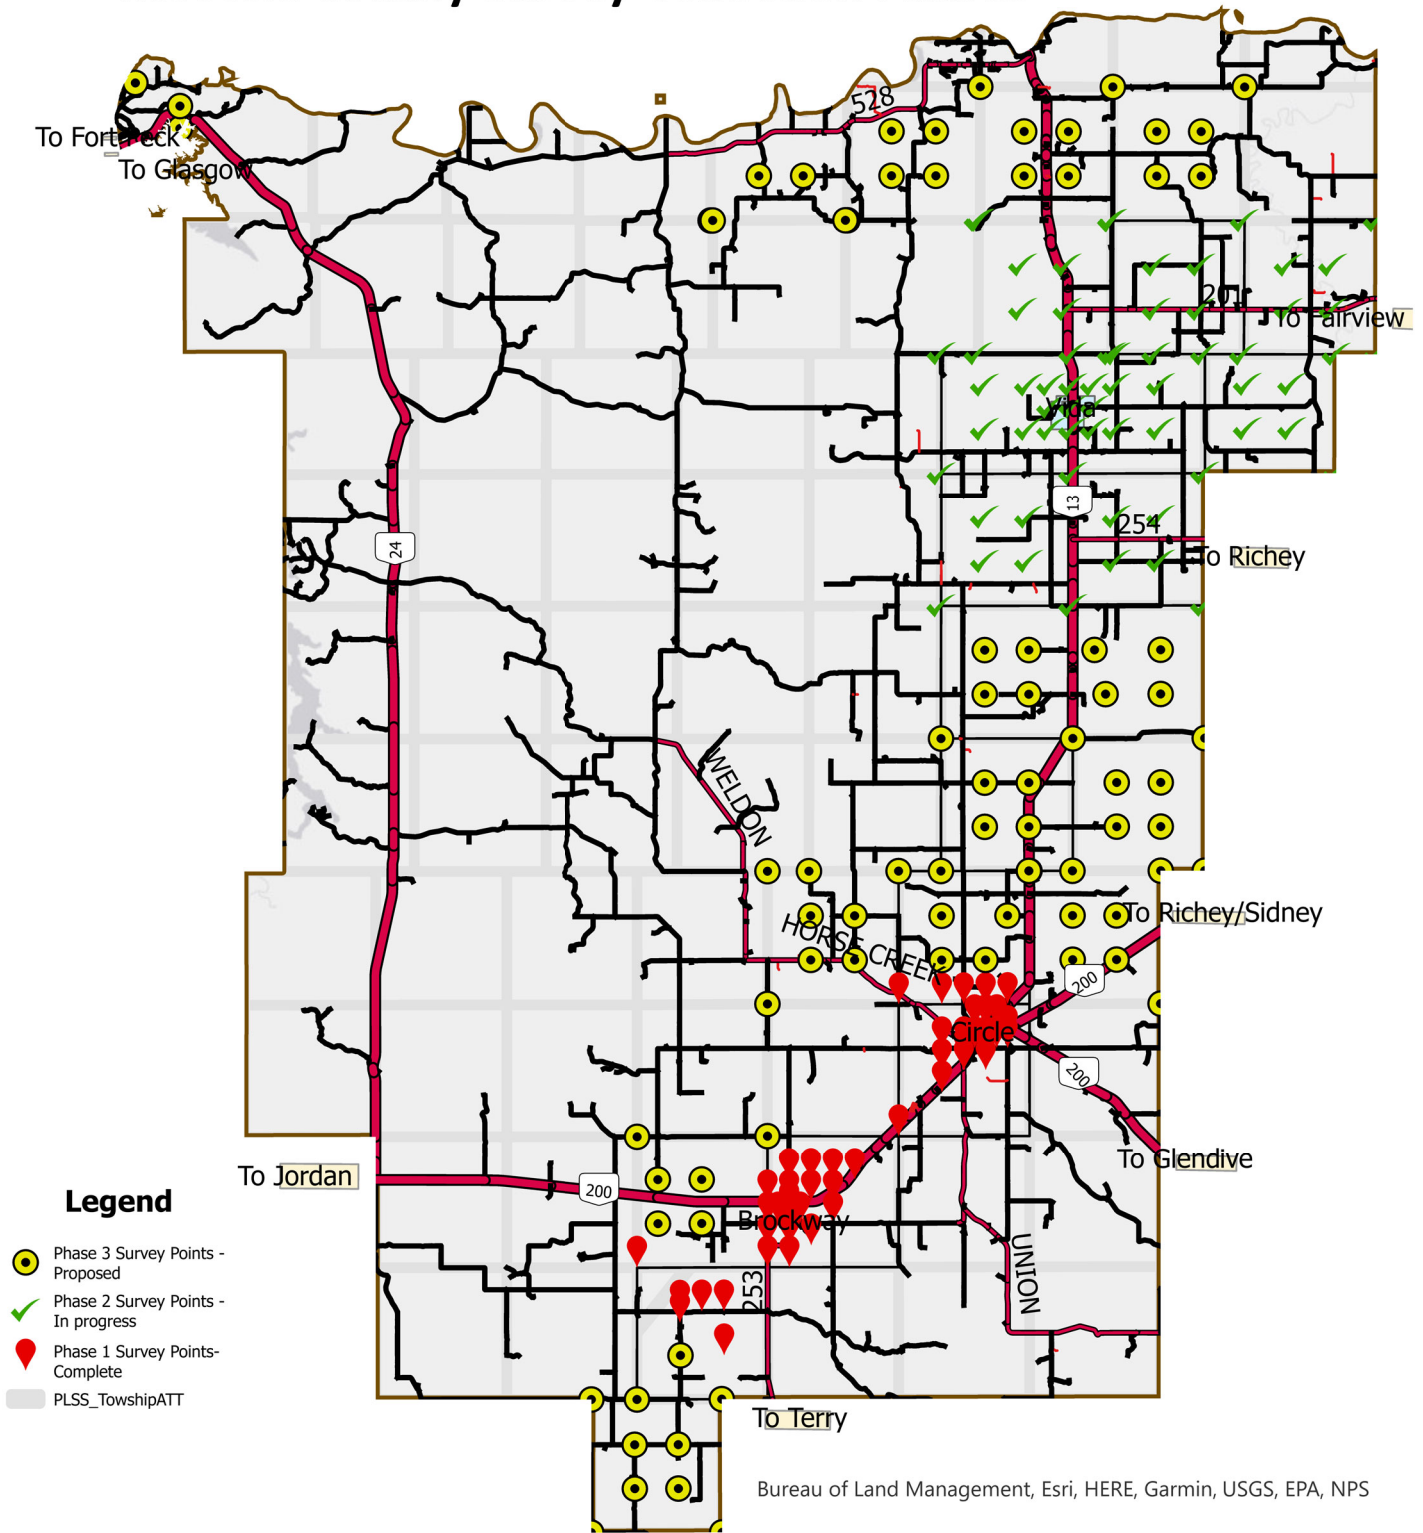 528
To Fort Peck
To Glasgow
201
To Fairview
Vida
13
254
24
To Richey
WELDON
To Richey/Sidney
HORSE CREEK
200
Circle
200
To Glendive
To Jordan
200
Legend
Brockway
Phase 3 Survey Points -
Proposed
UNION
253
Phase 2 Survey Points -
In progress
Phase 1 Survey Points-
Complete
PLSS_TowshipATT
To Terry
Bureau of Land Management, Esri, HERE, Garmin, USGS, EPA, NPS